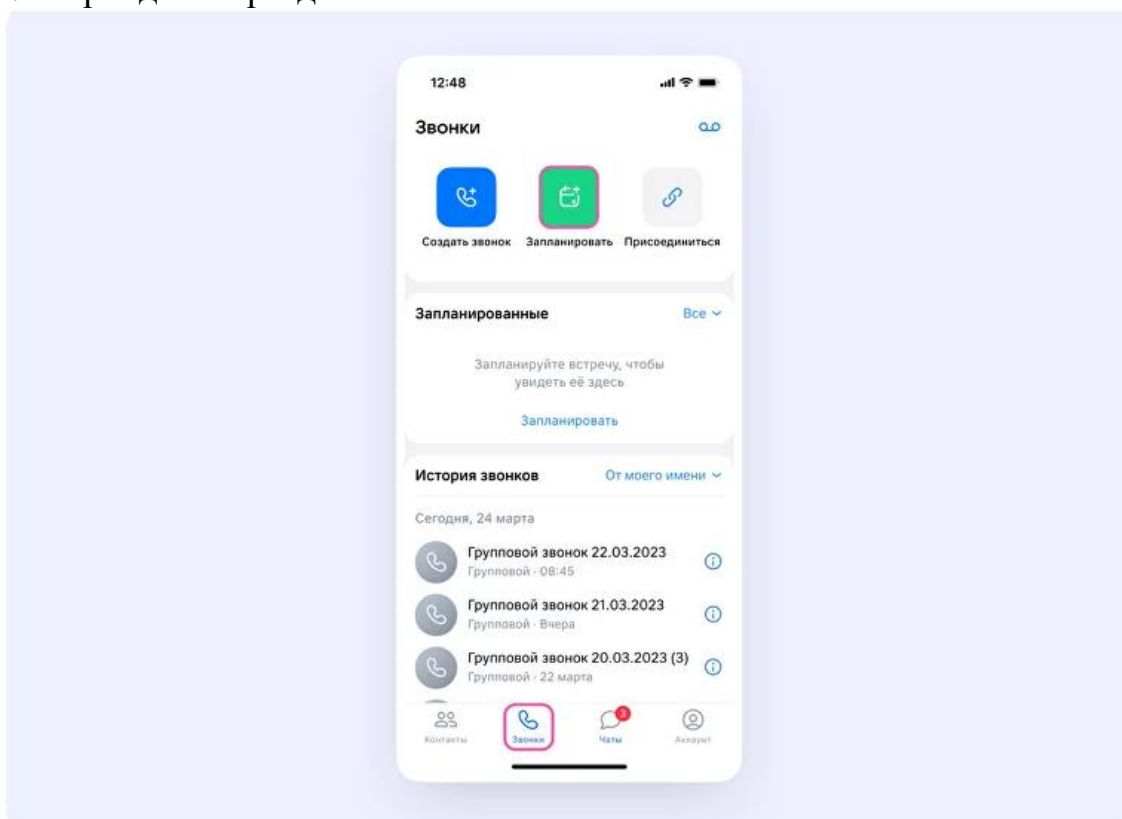 12:48
Звонки
Создать звонок Запланировать Присоединиться
Запланированные Все
Запланируйте встречу, чтобы
увидеть её здесь
Запланировать
История звонков От моего имени
Сегодня, 24 марта
Групповой звонок 22.03.2023
Групповой · 08:45
Групповой звонок 21.03.2023
Групповой · Вчера
Групповой звонок 20.03.2023 (3)
Групповой · 22 марта
3
Контакты Звонки Чаты Аккаунт